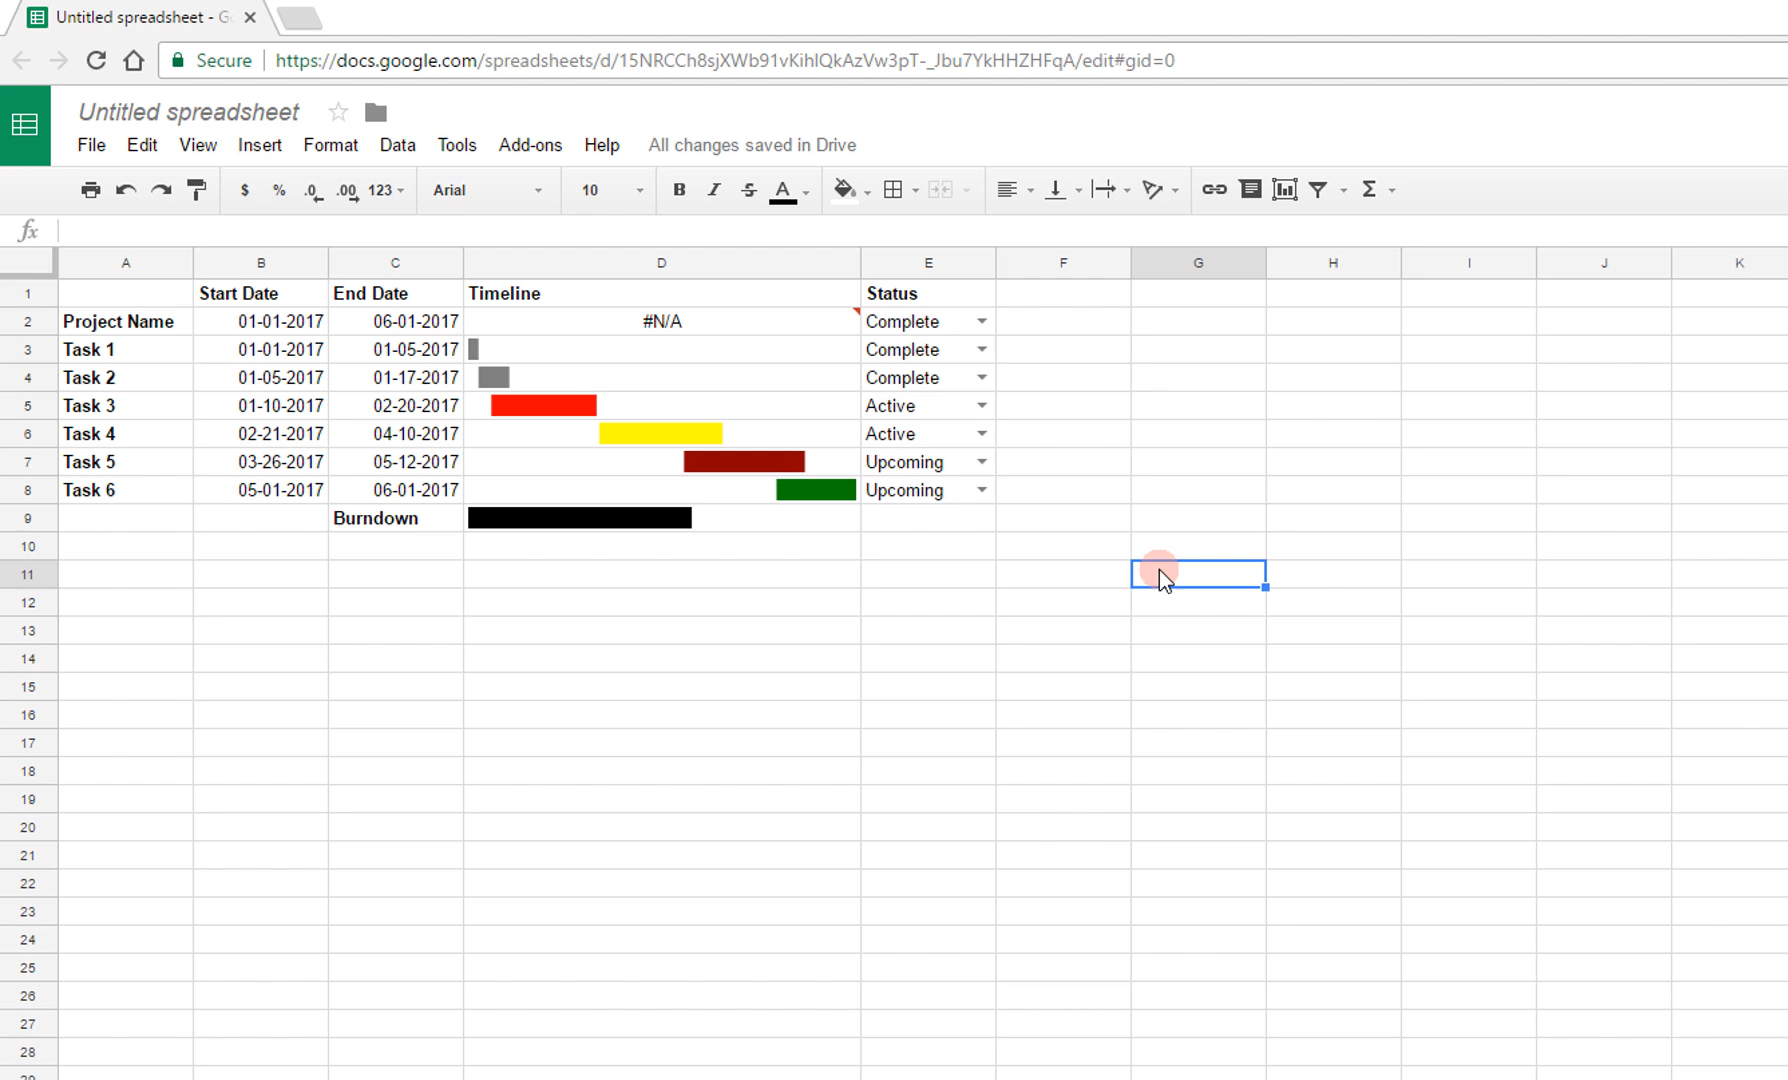 Untitled spreadsheet - G
Secure https://docs.google.com/spreadsheets/d/15NRCCh8sjXWb91vKihlQkAzVw3pT-_Jbu7YkHHZHFqA/edit#gid=0
Untitled spreadsheet
File Edit View Insert Format Data Tools Add-ons Help All changes saved in Drive
$ % .0 .00 123 Arial 10 B I S A Σ
fx
A B C D E F G H I J K
1 Start Date End Date Timeline Status
2 Project Name 01-01-2017 06-01-2017 #N/A Complete
3 Task 1 01-01-2017 01-05-2017 Complete
4 Task 2 01-05-2017 01-17-2017 Complete
5 Task 3 01-10-2017 02-20-2017 Active
6 Task 4 02-21-2017 04-10-2017 Active
7 Task 5 03-26-2017 05-12-2017 Upcoming
8 Task 6 05-01-2017 06-01-2017 Upcoming
9 Burndown
10
11
12
13
14
15
16
17
18
19
20
21
22
23
24
25
26
27
28